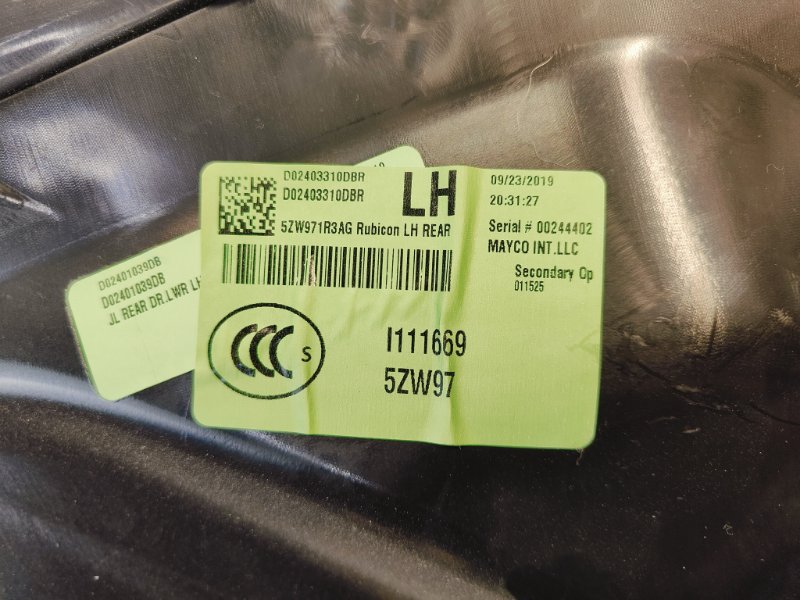 D02403310DBR
D02403310DBR
LH
5ZW971R3AG Rubicon LH REAR
09/23/2019
20:31:27
Serial # 00244402
MAYCO INT.LLC
Secondary Op
011525
CCC S
I111669
5ZW97
D02401039DB
D02401039DB
JL REAR DR.LWR LH